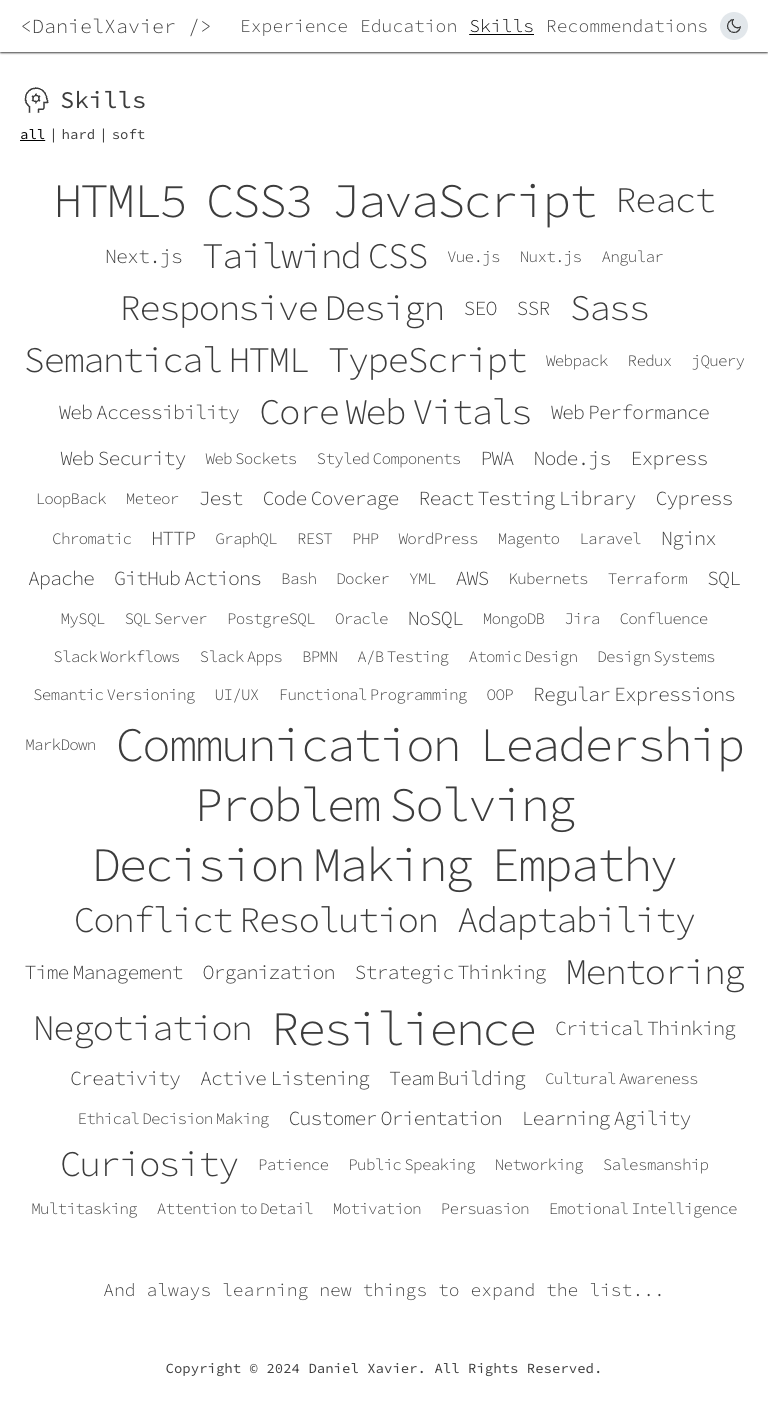 <DanielXavier /> Experience Education Skills Recommendations
Skills
all | hard | soft
HTML5 CSS3 JavaScript React
Next.js Tailwind CSS Vue.js Nuxt.js Angular
Responsive Design SEO SSR Sass
Semantical HTML TypeScript Webpack Redux jQuery
Web Accessibility Core Web Vitals Web Performance
Web Security Web Sockets Styled Components PWA Node.js Express
LoopBack Meteor Jest Code Coverage React Testing Library Cypress
Chromatic HTTP GraphQL REST PHP WordPress Magento Laravel Nginx
Apache GitHub Actions Bash Docker YML AWS Kubernets Terraform SQL
MySQL SQL Server PostgreSQL Oracle NoSQL MongoDB Jira Confluence
Slack Workflows Slack Apps BPMN A/B Testing Atomic Design Design Systems
Semantic Versioning UI/UX Functional Programming OOP Regular Expressions
MarkDown Communication Leadership
Problem Solving
Decision Making Empathy
Conflict Resolution Adaptability
Time Management Organization Strategic Thinking Mentoring
Negotiation Resilience Critical Thinking
Creativity Active Listening Team Building Cultural Awareness
Ethical Decision Making Customer Orientation Learning Agility
Curiosity Patience Public Speaking Networking Salesmanship
Multitasking Attention to Detail Motivation Persuasion Emotional Intelligence
And always learning new things to expand the list...
Copyright © 2024 Daniel Xavier. All Rights Reserved.